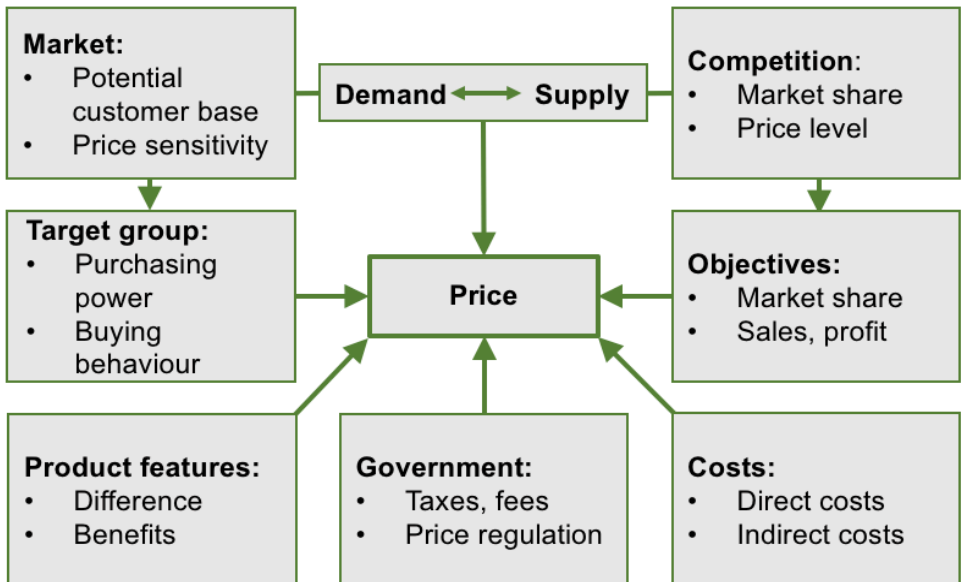 Market:
• Potential
customer base
• Price sensitivity
Demand Supply
Competition:
• Market share
• Price level
Target group:
• Purchasing
power
• Buying
behaviour
Price
Objectives:
• Market share
• Sales, profit
Product features:
• Difference
• Benefits
Government:
• Taxes, fees
• Price regulation
Costs:
• Direct costs
• Indirect costs